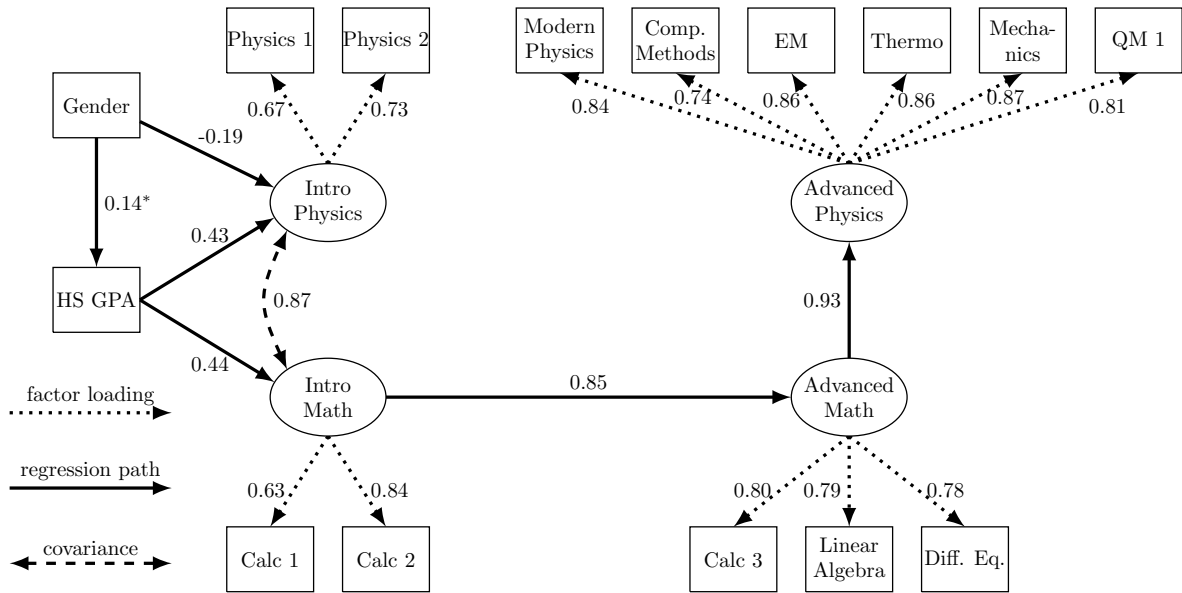 Physics 1
Physics 2
Modern
Physics
Comp.
Methods
EM
Thermo
Mecha-
nics
QM 1
Gender
0.67
0.73
0.84
0.74
0.86
0.86
0.87
0.81
-0.19
0.14*
Intro
Physics
Advanced
Physics
0.43
HS GPA
0.87
0.93
0.44
0.85
Intro
Math
Advanced
Math
factor loading
regression path
covariance
0.63
0.84
0.80
0.79
0.78
Calc 1
Calc 2
Calc 3
Linear
Algebra
Diff. Eq.